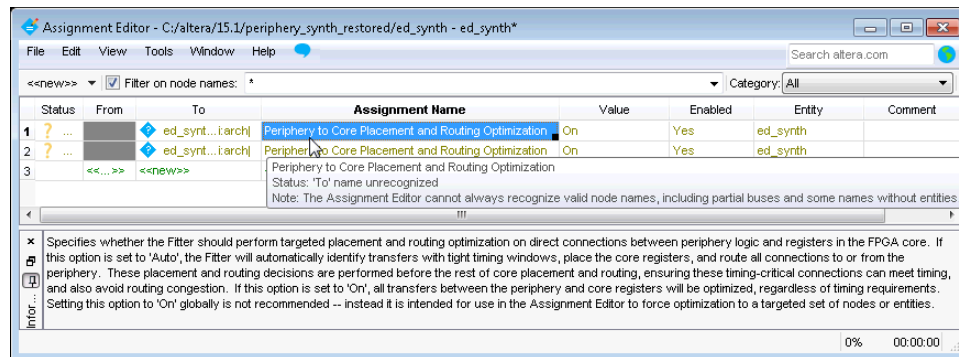 Assignment Editor - C:/altera/15.1/periphery_synth_restored/ed_synth - ed_synth*
File Edit View Tools Window Help Search altera.com
<<new>> Filter on node names: * Category: All
Status From To Assignment Name Value Enabled Entity Comment
1 ? ... ed_synt...i:arch| Periphery to Core Placement and Routing Optimization On Yes ed_synth
2 ? ... ed_synt...i:arch| Periphery to Core Placement and Routing Optimization On Yes ed_synth
3 <<...>> <<new>>
Periphery to Core Placement and Routing Optimization
Status: 'To' name unrecognized
Note: The Assignment Editor cannot always recognize valid node names, including partial buses and some names without entities
Specifies whether the Fitter should perform targeted placement and routing optimization on direct connections between periphery logic and registers in the FPGA core. If
this option is set to 'Auto', the Fitter will automatically identify transfers with tight timing windows, place the core registers, and route all connections to or from the
periphery. These placement and routing decisions are performed before the rest of core placement and routing, ensuring these timing-critical connections can meet timing,
and also avoid routing congestion. If this option is set to 'On', all transfers between the periphery and core registers will be optimized, regardless of timing requirements.
Setting this option to 'On' globally is not recommended -- instead it is intended for use in the Assignment Editor to force optimization to a targeted set of nodes or entities.
Infor...
0% 00:00:00